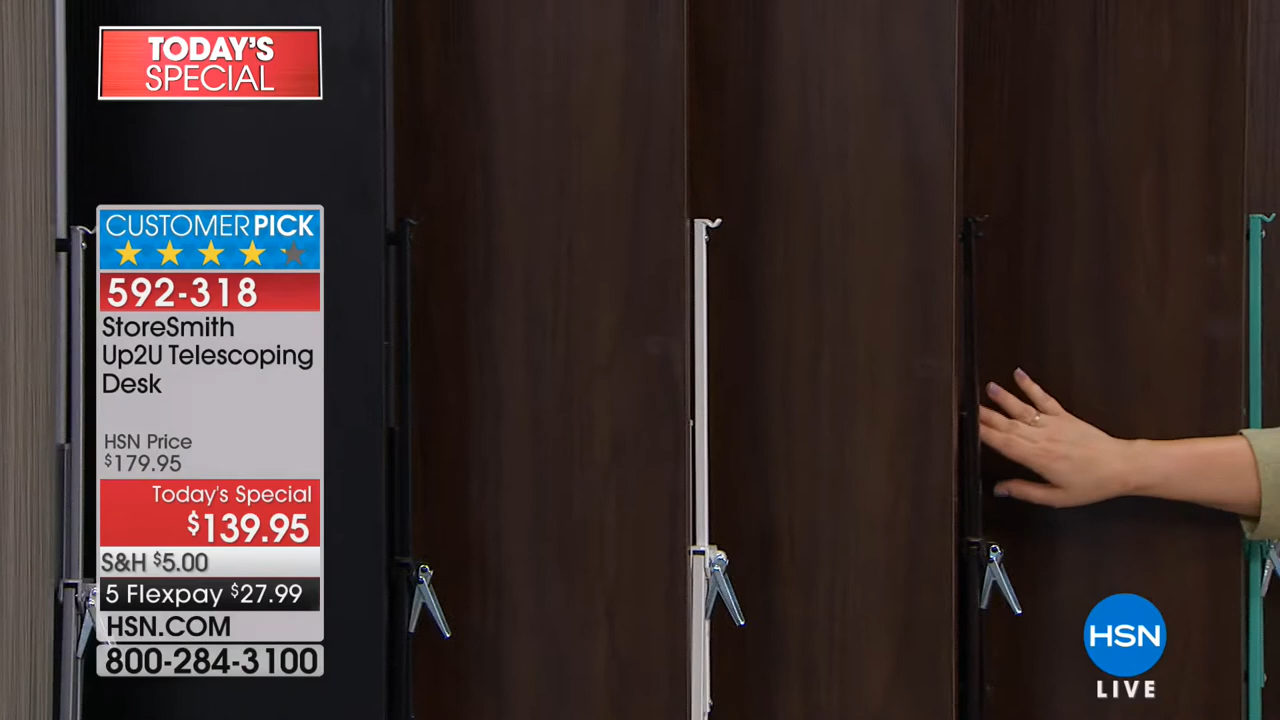 TODAY'S
SPECIAL
CUSTOMER PICK
592-318
StoreSmith
Up2U Telescoping
Desk
HSN Price
$179.95
Today's Special
$139.95
S&H $5.00
5 Flexpay $27.99
HSN.COM
800-284-3100
HSN
LIVE